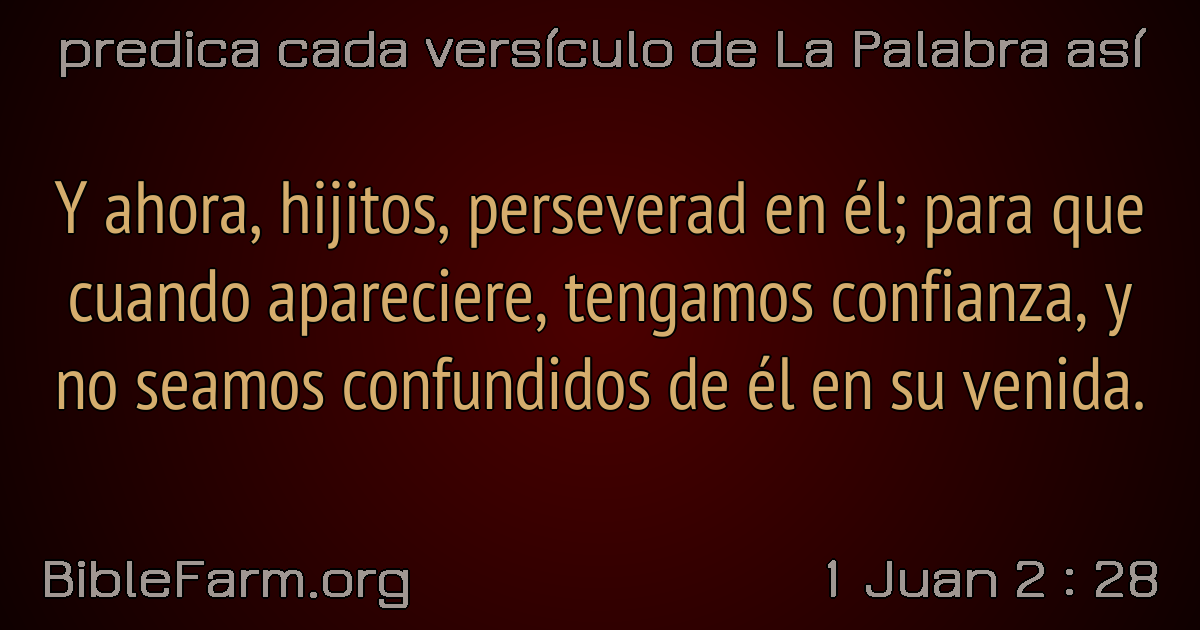 predica cada versículo de La Palabra así
Y ahora, hijitos, perseverad en él; para que
cuando apareciere, tengamos confianza, y
no seamos confundidos de él en su venida.
BibleFarm.org
1 Juan 2 : 28